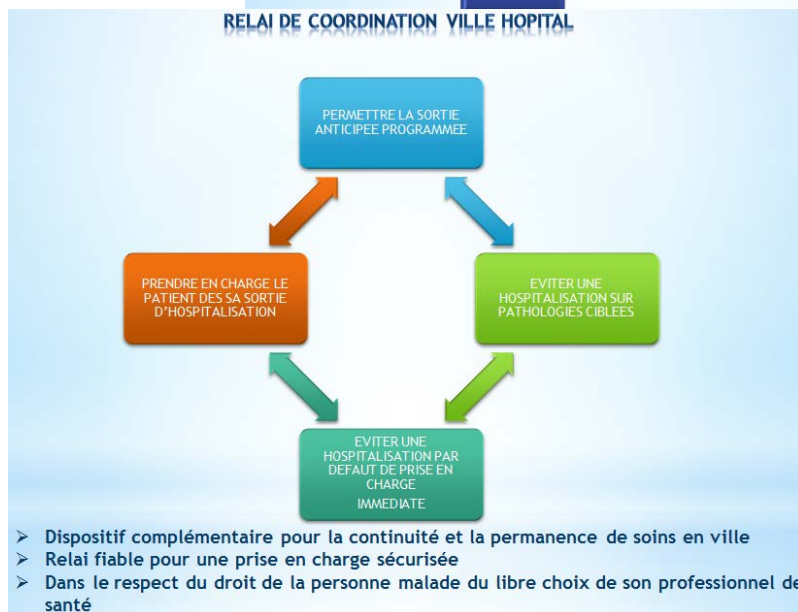 RELAI DE COORDINATION VILLE HOPITAL
PERMETTRE LA SORTIE
ANTICIPEE PROGRAMMEE
PRENDRE EN CHARGE LE
PATIENT DES SA SORTIE
D'HOSPITALISATION
EVITER UNE
HOSPITALISATION SUR
PATHOLOGIES CIBLEES
EVITER UNE
HOSPITALISATION PAR
DEFAUT DE PRISE EN
CHARGE
IMMEDIATE
➢ Dispositif complémentaire pour la continuité et la permanence de soins en ville
➢ Relai fiable pour une prise en charge sécurisée
➢ Dans le respect du droit de la personne malade du libre choix de son professionnel de
santé